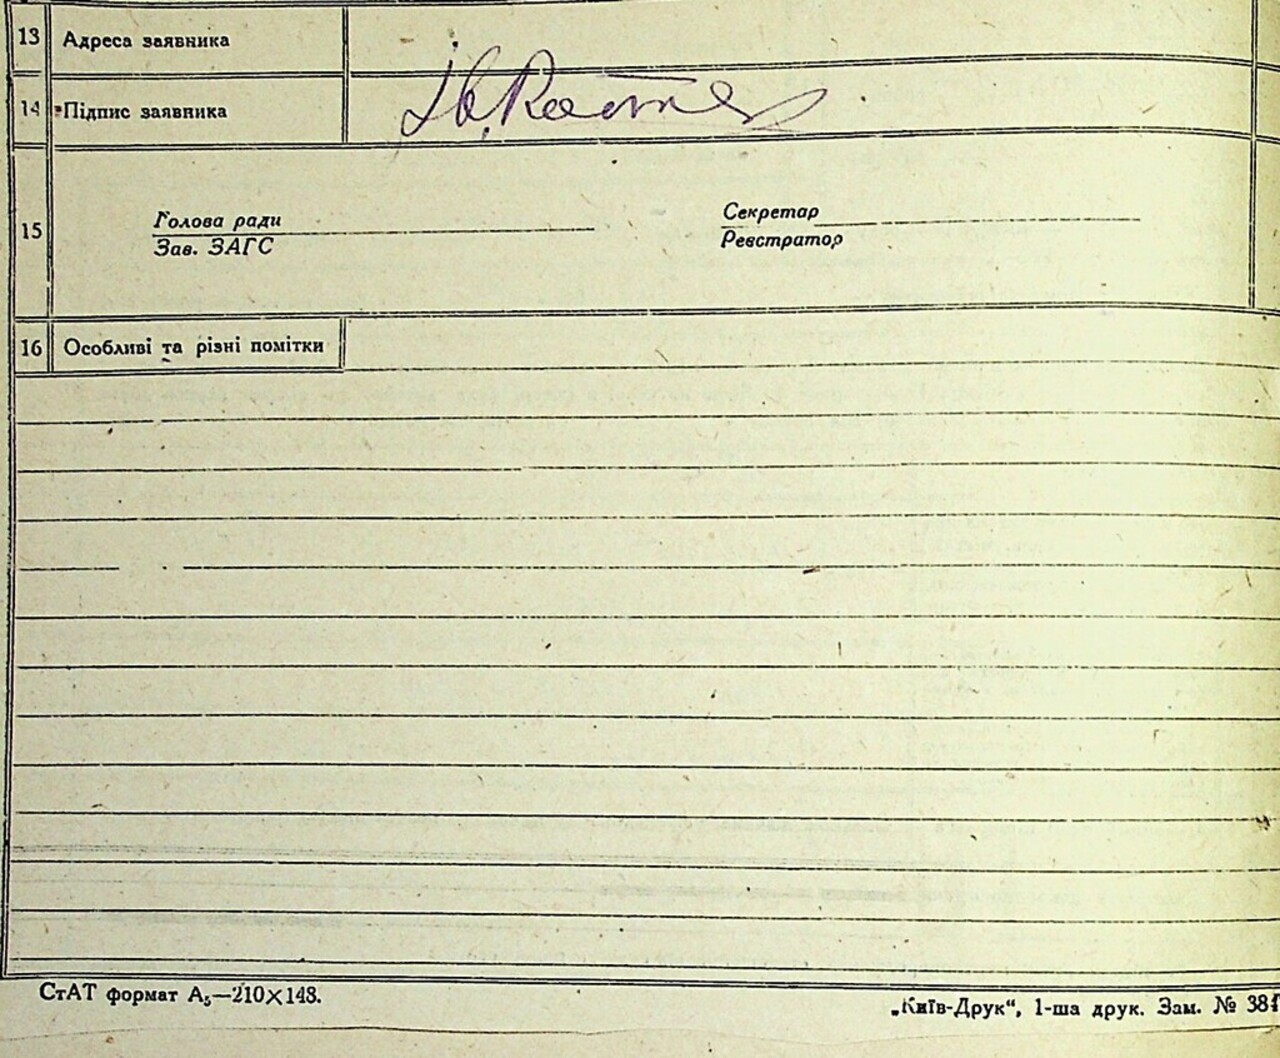 13 Адреса заявника
14 Підпис заявника
15
Голова ради
Зав. ЗАГС
Секретар
Реєстратор
16 Особливі та різні помітки
СтАТ формат А₅—210×148.
„Київ-Друк“, 1-ша друк. Зам. №